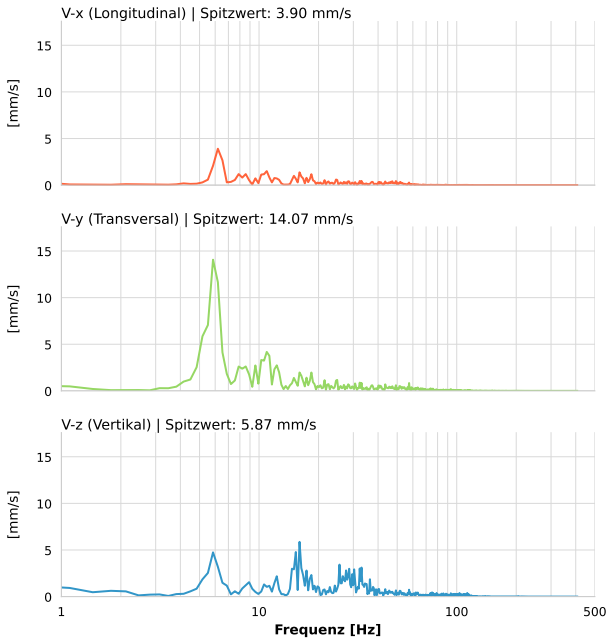 V-x (Longitudinal) | Spitzwert: 3.90 mm/s
15
10
5
0
[mm/s]
V-y (Transversal) | Spitzwert: 14.07 mm/s
15
10
5
0
[mm/s]
V-z (Vertikal) | Spitzwert: 5.87 mm/s
15
10
5
0
[mm/s]
1 10 100 500
Frequenz [Hz]